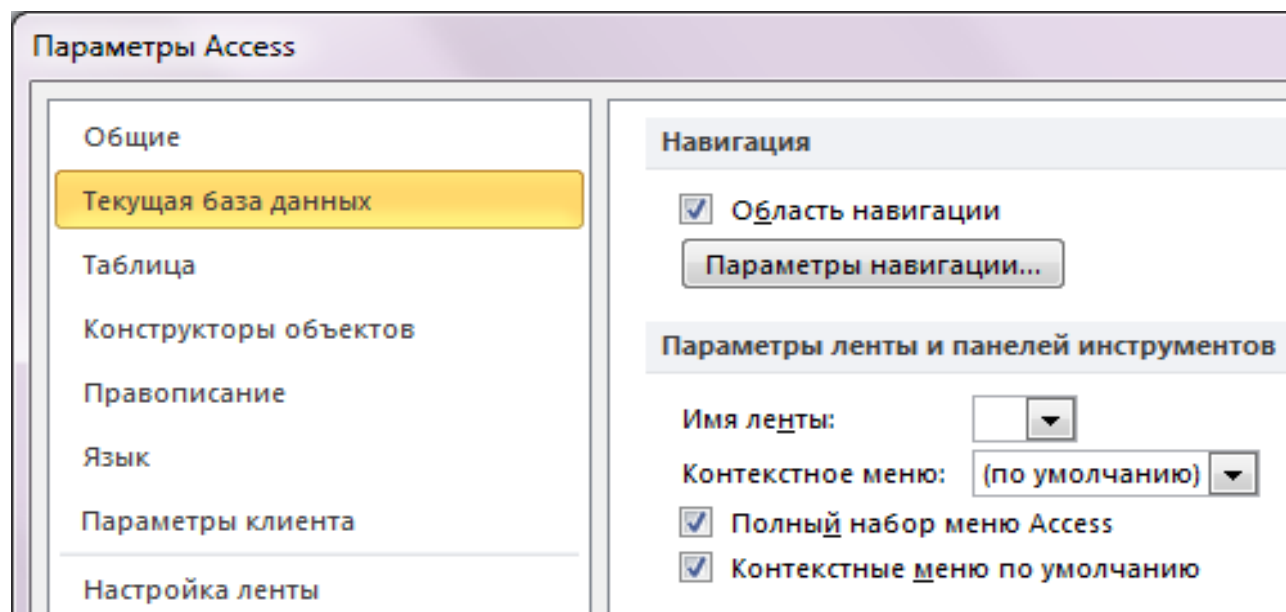 Параметры Access
Общие
Текущая база данных
Таблица
Конструкторы объектов
Правописание
Язык
Параметры клиента
Настройка ленты
Навигация
Область навигации
Параметры навигации...
Параметры ленты и панелей инструментов
Имя ленты:
Контекстное меню: (по умолчанию)
Полный набор меню Access
Контекстные меню по умолчанию